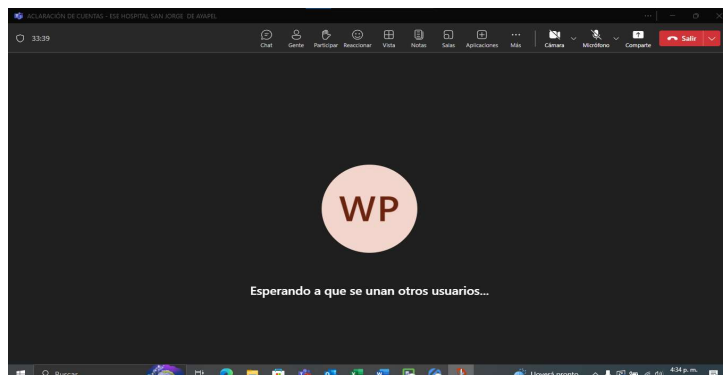 ACLARACIÓN DE CUENTAS - ESE HOSPITAL SAN JORGE DE AYAPEL
33:39
Chat Gente Participar Reaccionar Vista Notas Salas Aplicaciones Más Cámara Micrófono Comparte Salir
WP
Esperando a que se unan otros usuarios...
Buscar Lloverá pronto 4:34 p. m.